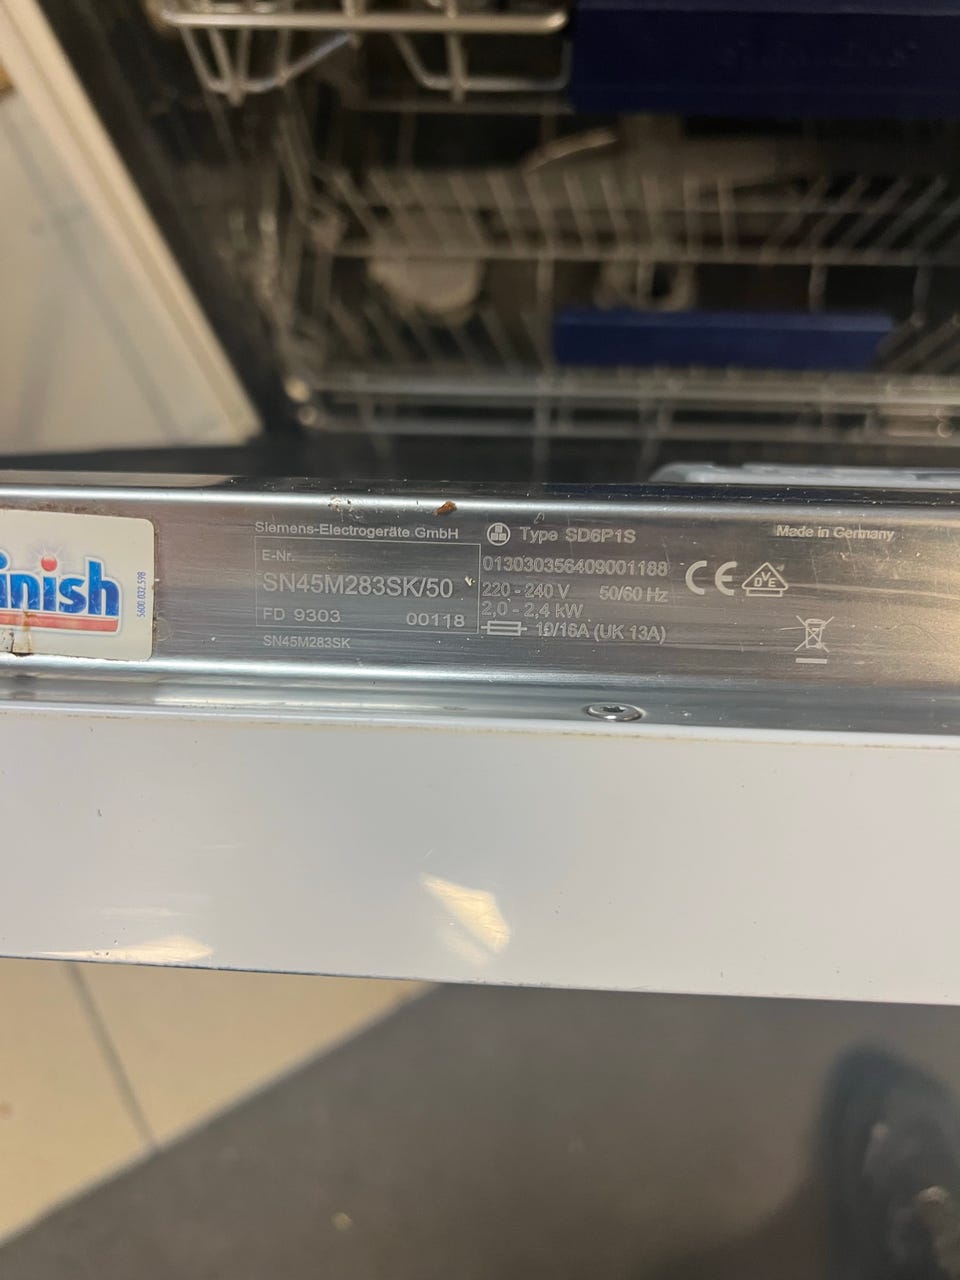 Siemens-Electrogeräte GmbH
E-Nr.
SN45M283SK/50
FD 9303 00118
SN45M283SK
Type SD6P1S
013030356409001188
220 - 240 V 50/60 Hz
2,0 - 2,4 kW
10/16A (UK 13A)
CE
DVE
Made in Germany
inish
5600.032.598